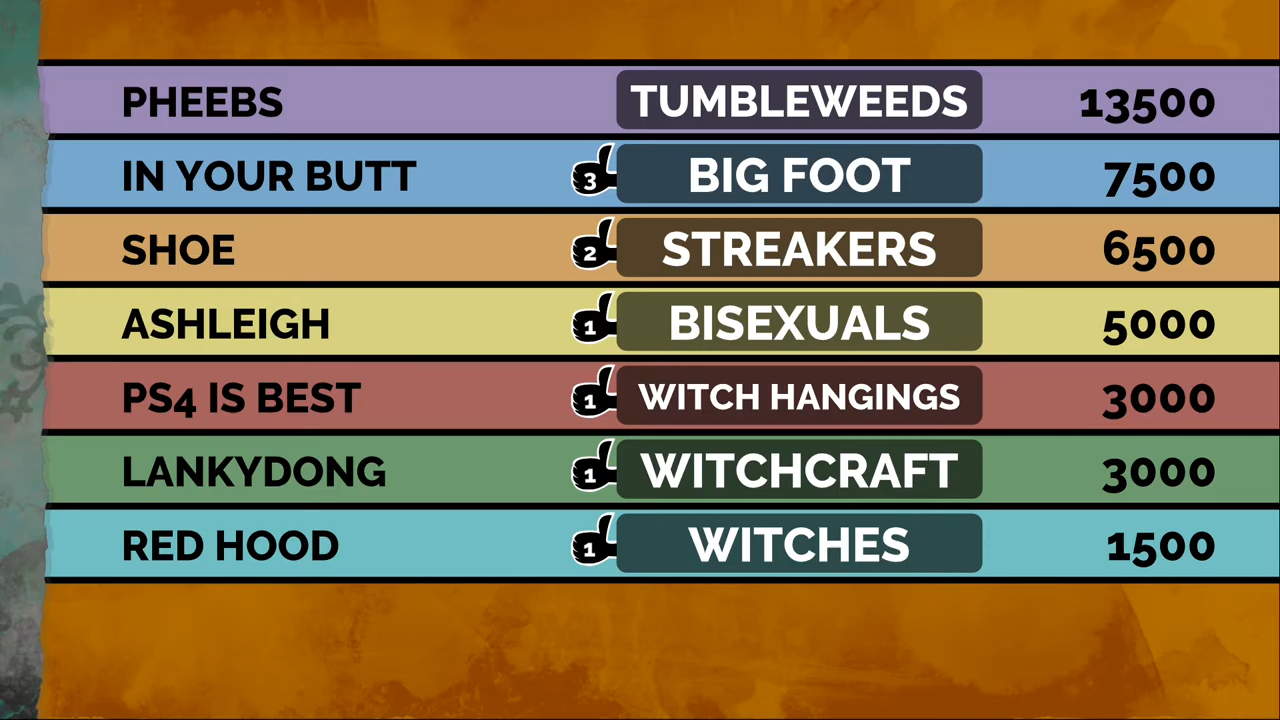 PHEEBS TUMBLEWEEDS 13500
IN YOUR BUTT 3 BIG FOOT 7500
SHOE 2 STREAKERS 6500
ASHLEIGH 1 BISEXUALS 5000
PS4 IS BEST 1 WITCH HANGINGS 3000
LANKYDONG 1 WITCHCRAFT 3000
RED HOOD 1 WITCHES 1500